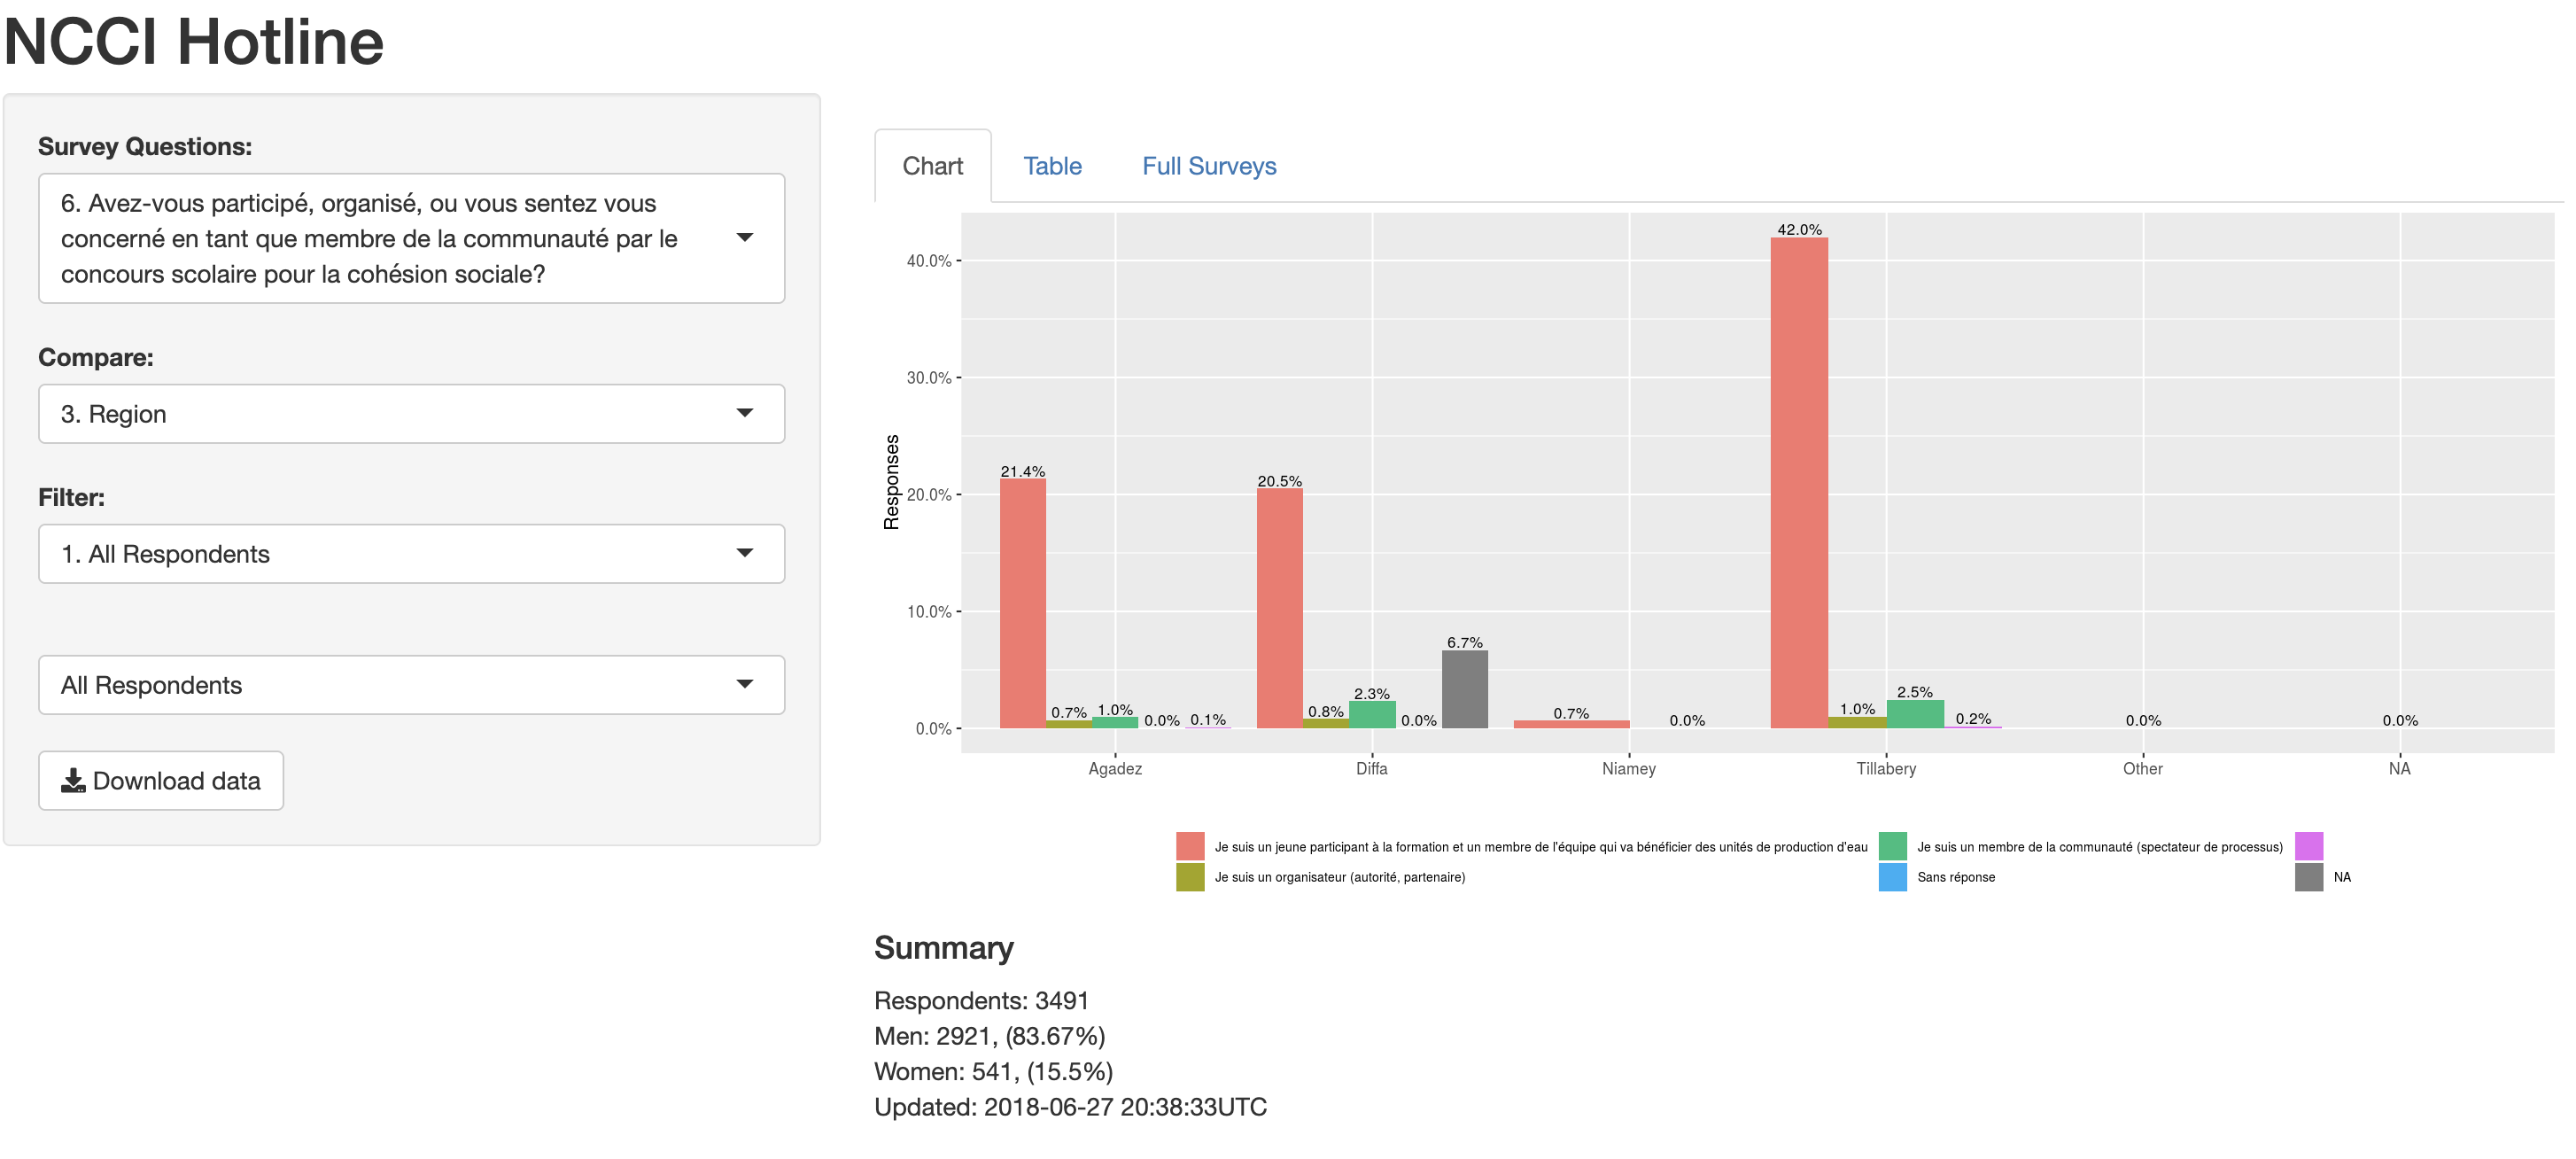 NCCI Hotline
Survey Questions:
6. Avez-vous participé, organisé, ou vous sentez vous
concerné en tant que membre de la communauté par le
concours scolaire pour la cohésion sociale?
Compare:
3. Region
Filter:
1. All Respondents
All Respondents
Download data
Chart
Table
Full Surveys
Responses
40.0%
30.0%
20.0%
10.0%
0.0%
21.4%
0.7%
1.0%
0.0%
0.1%
20.5%
0.8%
2.3%
0.0%
6.7%
0.7%
0.0%
42.0%
1.0%
2.5%
0.2%
0.0%
0.0%
Agadez
Diffa
Niamey
Tillabery
Other
NA
Je suis un jeune participant à la formation et un membre de l'équipe qui va bénéficier des unités de production d'eau
Je suis un organisateur (autorité, partenaire)
Je suis un membre de la communauté (spectateur de processus)
Sans réponse
NA
Summary
Respondents: 3491
Men: 2921, (83.67%)
Women: 541, (15.5%)
Updated: 2018-06-27 20:38:33UTC